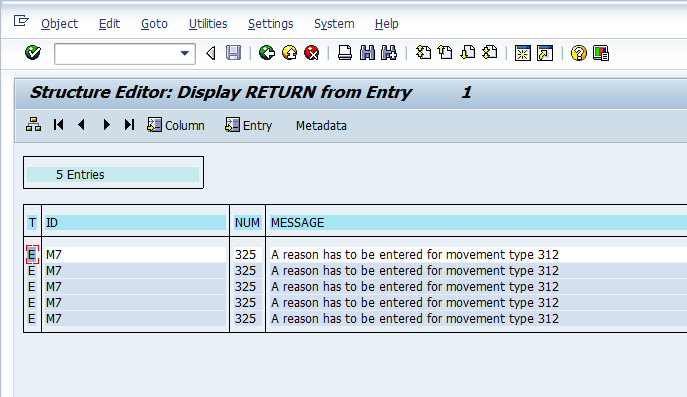 Object Edit Goto Utilities Settings System Help
Structure Editor: Display RETURN from Entry 1
Column Entry Metadata
5 Entries
T ID NUM MESSAGE
E M7 325 A reason has to be entered for movement type 312
E M7 325 A reason has to be entered for movement type 312
E M7 325 A reason has to be entered for movement type 312
E M7 325 A reason has to be entered for movement type 312
E M7 325 A reason has to be entered for movement type 312